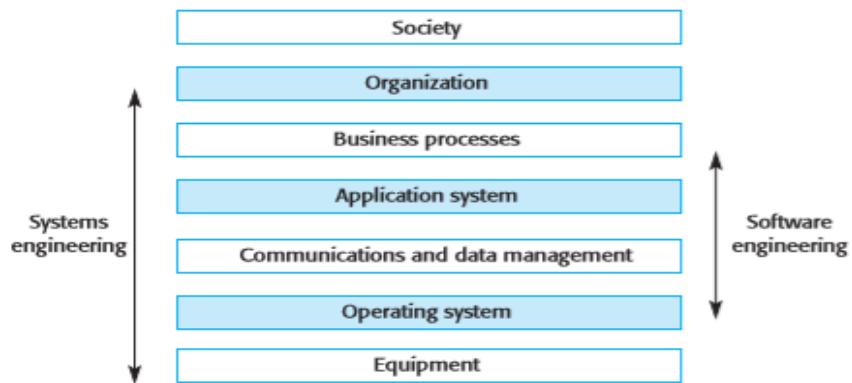 Society
Organization
Business processes
Application system
Systems
engineering
Software
engineering
Communications and data management
Operating system
Equipment